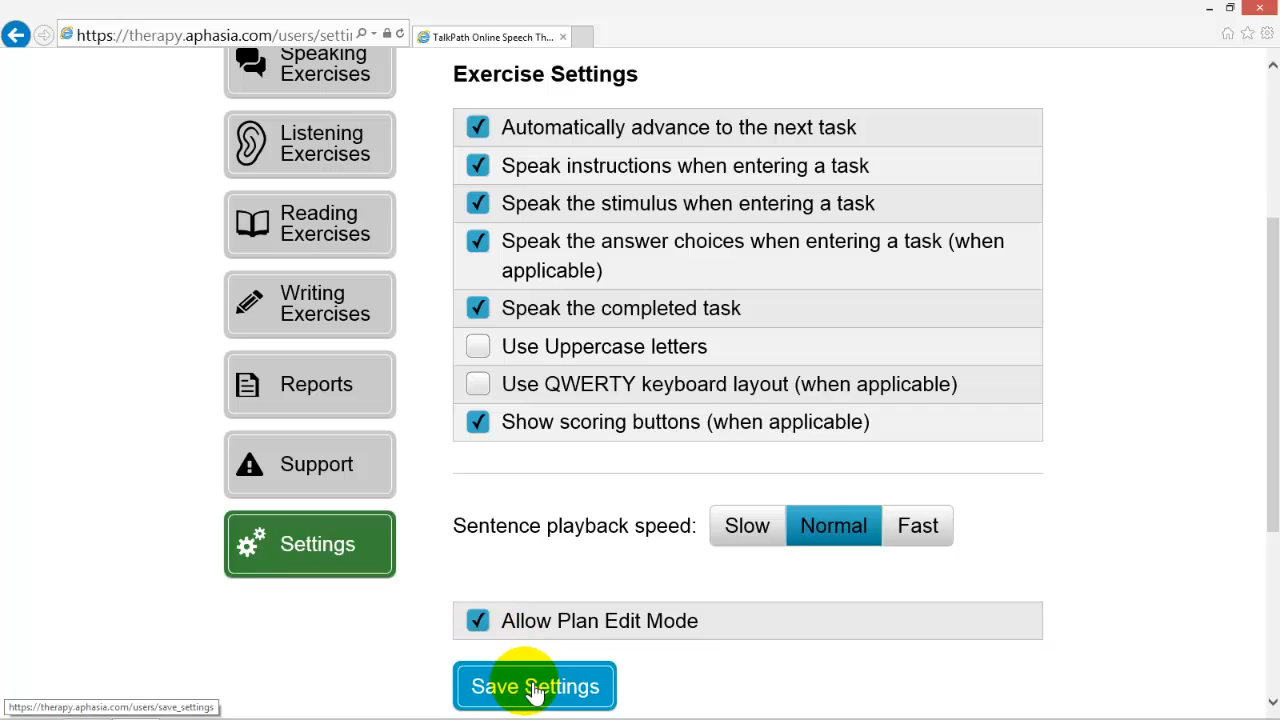 https://therapy.aphasia.com/users/setti
TalkPath Online Speech Th...
Speaking
Exercises
Listening
Exercises
Reading
Exercises
Writing
Exercises
Reports
Support
Settings
Exercise Settings
Automatically advance to the next task
Speak instructions when entering a task
Speak the stimulus when entering a task
Speak the answer choices when entering a task (when
applicable)
Speak the completed task
Use Uppercase letters
Use QWERTY keyboard layout (when applicable)
Show scoring buttons (when applicable)
Sentence playback speed: Slow Normal Fast
Allow Plan Edit Mode
Save Settings
https://therapy.aphasia.com/users/save_settings